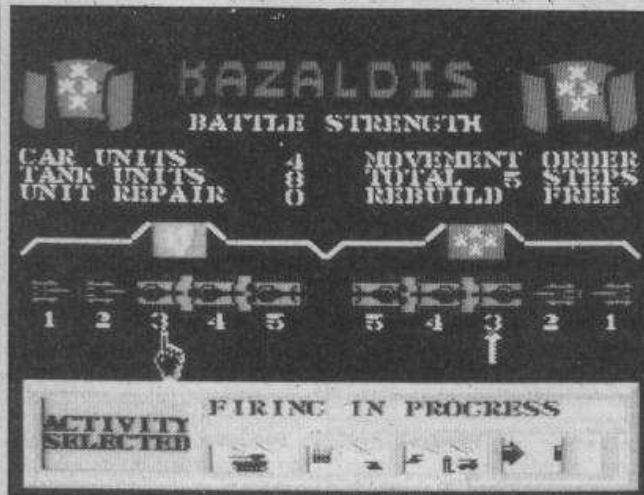 KAZALDIS
BATTLE STRENGTH
CAR UNITS 4
TANK UNITS 8
UNIT REPAIR 0
MOVEMENT ORDER
TOTAL 5 STEPS
REBUILD FREE
1 2 3 4 5
5 4 3 2 1
ACTIVITY
SELECTED
FIRING IN PROGRESS